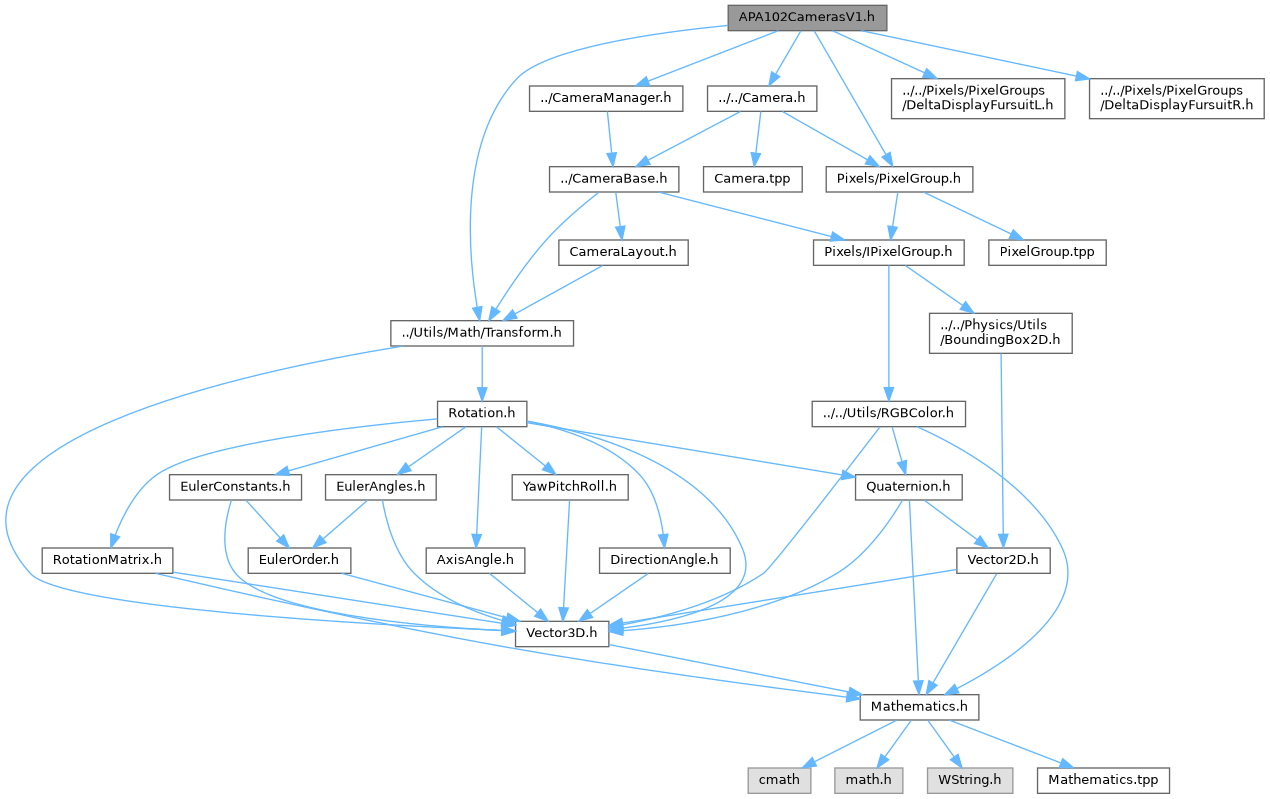 APA102CamerasV1.h
../CameraManager.h
../../Camera.h
../../Pixels/PixelGroups
/DeltaDisplayFursuitL.h
../../Pixels/PixelGroups
/DeltaDisplayFursuitR.h
../CameraBase.h
Camera.tpp
Pixels/PixelGroup.h
CameraLayout.h
Pixels/IPixelGroup.h
PixelGroup.tpp
../Utils/Math/Transform.h
../../Physics/Utils
/BoundingBox2D.h
Rotation.h
../../Utils/RGBColor.h
EulerConstants.h
EulerAngles.h
YawPitchRoll.h
Quaternion.h
RotationMatrix.h
EulerOrder.h
AxisAngle.h
DirectionAngle.h
Vector2D.h
Vector3D.h
Mathematics.h
cmath
math.h
WString.h
Mathematics.tpp